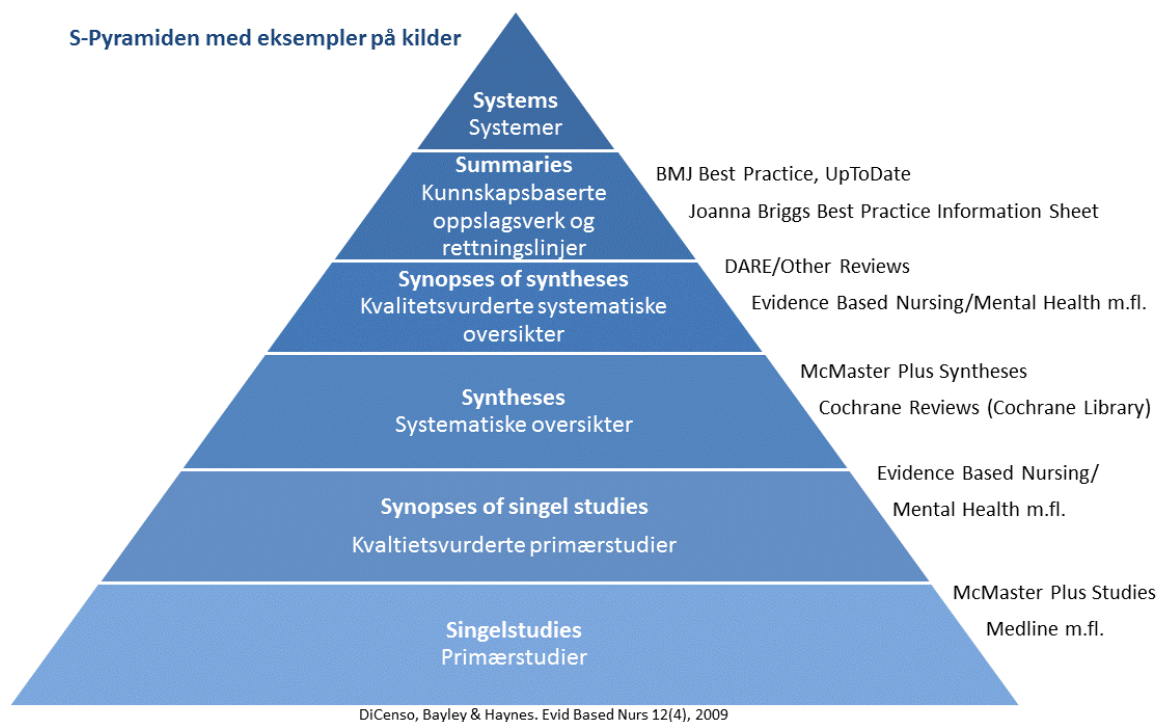 S-Pyramiden med eksempler på kilder
Systems
Systemer
Summaries
Kunnskapsbaserte
oppslagsverk og
rettningslinjer
BMJ Best Practice, UpToDate
Joanna Briggs Best Practice Information Sheet
Synopses of syntheses
Kvalitetsvurderte systematiske
oversikter
DARE/Other Reviews
Evidence Based Nursing/Mental Health m.fl.
Syntheses
Systematiske oversikter
McMaster Plus Syntheses
Cochrane Reviews (Cochrane Library)
Synopses of singel studies
Kvaltietsvurderte primærstudier
Evidence Based Nursing/
Mental Health m.fl.
Singelstudies
Primærstudier
McMaster Plus Studies
Medline m.fl.
DiCenso, Bayley & Haynes. Evid Based Nurs 12(4), 2009